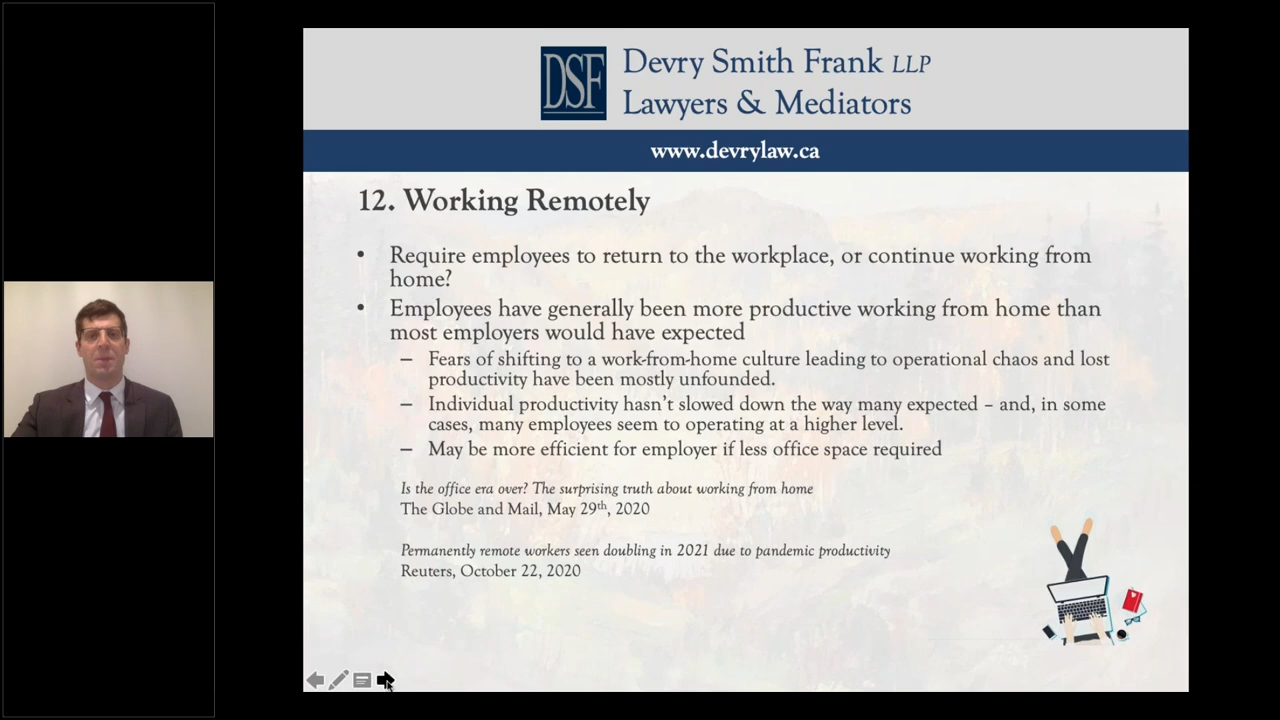 DSF
Devry Smith Frank LLP
Lawyers & Mediators
www.devrylaw.ca
12. Working Remotely
• Require employees to return to the workplace, or continue working from
home?
• Employees have generally been more productive working from home than
most employers would have expected
– Fears of shifting to a work-from-home culture leading to operational chaos and lost
productivity have been mostly unfounded.
– Individual productivity hasn't slowed down the way many expected – and, in some
cases, many employees seem to operating at a higher level.
– May be more efficient for employer if less office space required
Is the office era over? The surprising truth about working from home
The Globe and Mail, May 29th, 2020
Permanently remote workers seen doubling in 2021 due to pandemic productivity
Reuters, October 22, 2020